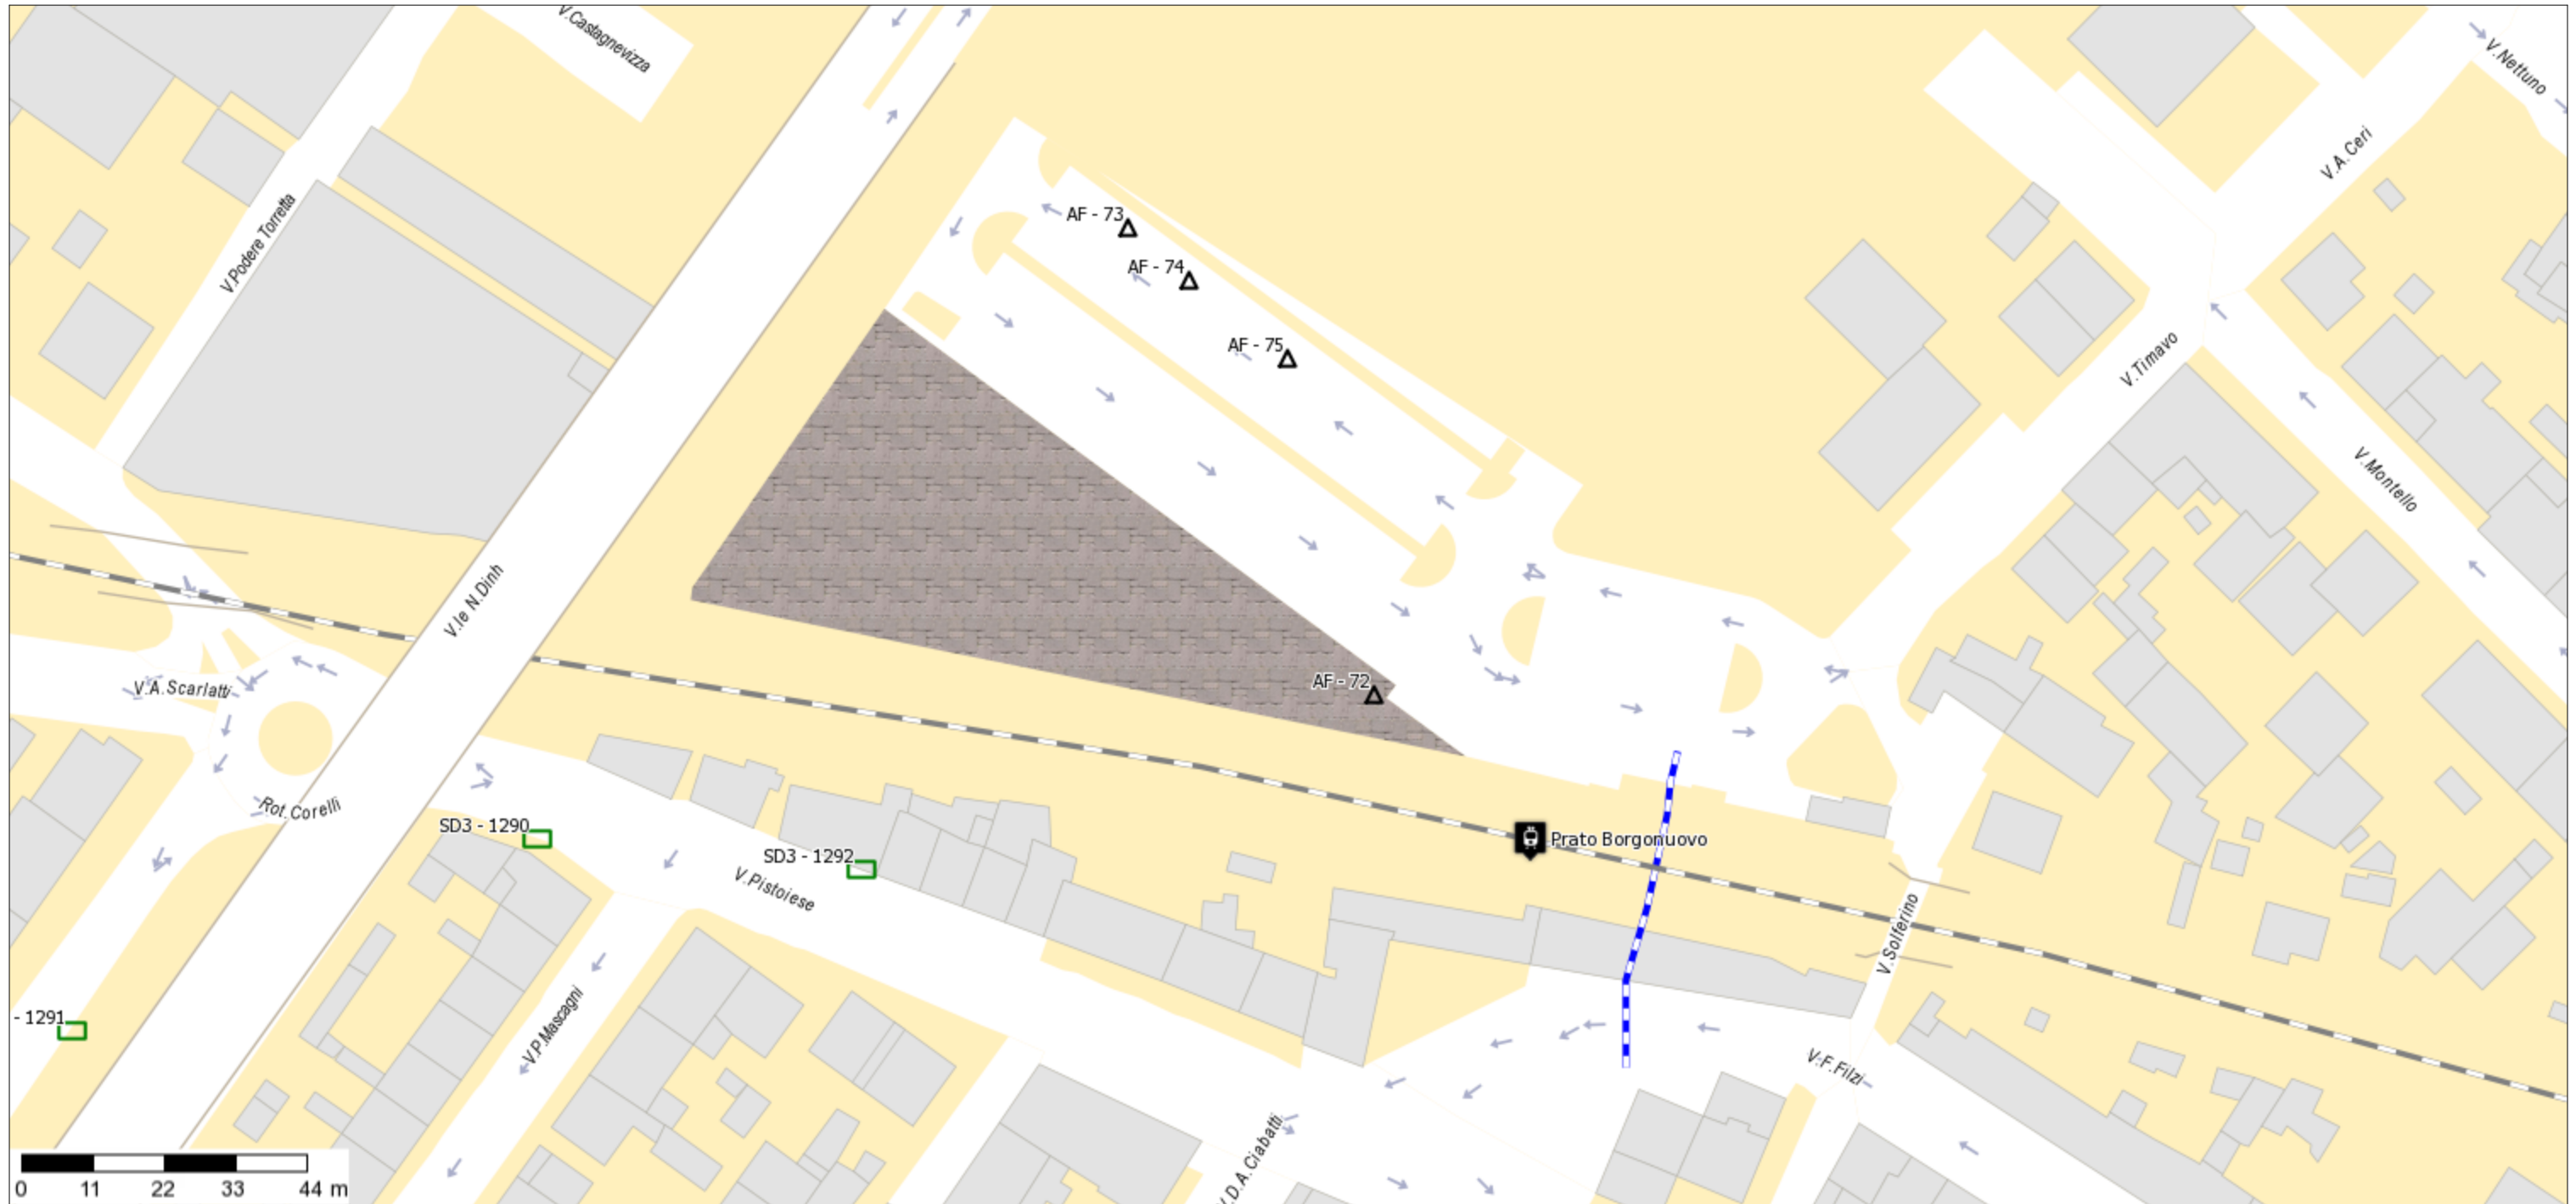 V.Castagnevizza
V.Nettuno
V.A.Ceri
V.Podere Torretta
AF - 73
AF - 74
AF - 75
V.Timavo
V.Montello
V.le N.Dinh
AF - 72
V.A.Scarlatti
Rot.Corelli
SD3 - 1290
SD3 - 1292
V.Pistoiese
Prato Borgonuovo
V.Solferino
- 1291
V.P.Mascagni
V.F.Filzi
V.D.A.Ciabatti
0 11 22 33 44 m